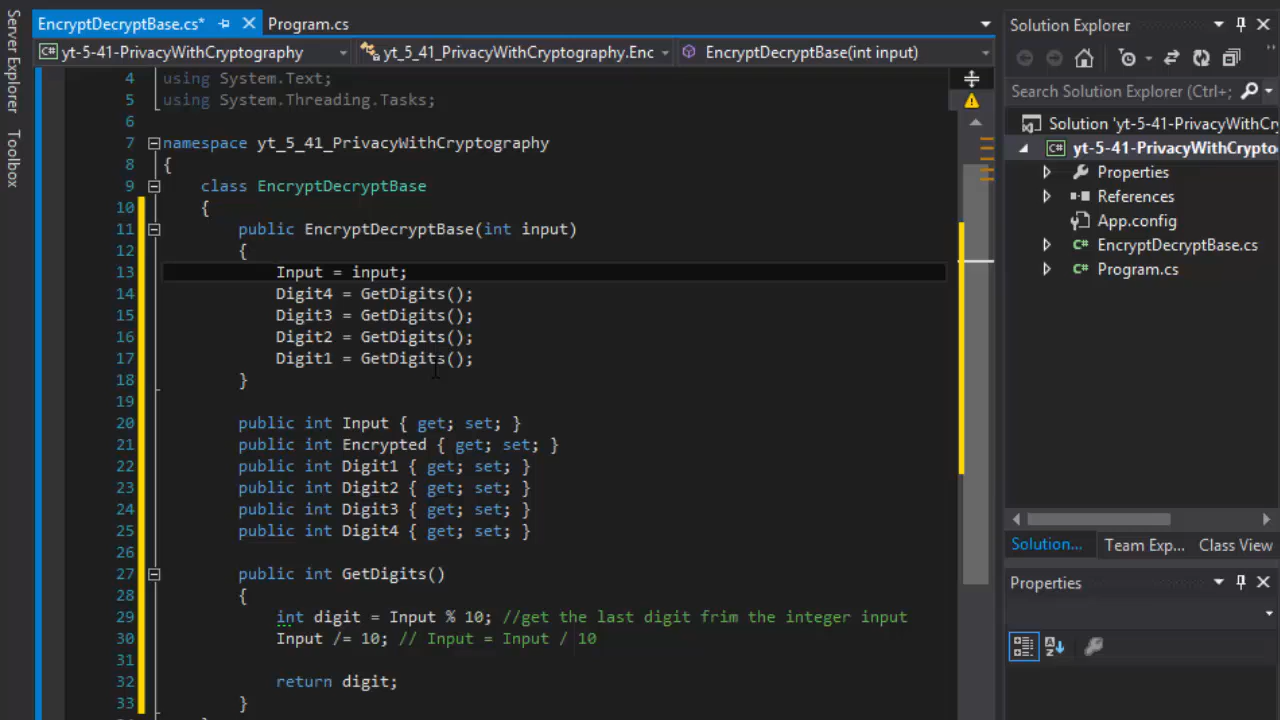 Server Explorer
Toolbox
EncryptDecryptBase.cs*
Program.cs
yt-5-41-PrivacyWithCryptography
yt_5_41_PrivacyWithCryptography.Enc
EncryptDecryptBase(int input)
4 using System.Text;
5 using System.Threading.Tasks;
6
7 namespace yt_5_41_PrivacyWithCryptography
8 {
9 class EncryptDecryptBase
10 {
11 public EncryptDecryptBase(int input)
12 {
13 Input = input;
14 Digit4 = GetDigits();
15 Digit3 = GetDigits();
16 Digit2 = GetDigits();
17 Digit1 = GetDigits();
18 }
19
20 public int Input { get; set; }
21 public int Encrypted { get; set; }
22 public int Digit1 { get; set; }
23 public int Digit2 { get; set; }
24 public int Digit3 { get; set; }
25 public int Digit4 { get; set; }
26
27 public int GetDigits()
28 {
29 int digit = Input % 10; //get the last digit frim the integer input
30 Input /= 10; // Input = Input / 10
31
32 return digit;
33 }
Solution Explorer
Search Solution Explorer (Ctrl+;
Solution 'yt-5-41-PrivacyWithCr
C# yt-5-41-PrivacyWithCrypto
Properties
References
App.config
C# EncryptDecryptBase.cs
C# Program.cs
Solution... Team Exp... Class View
Properties